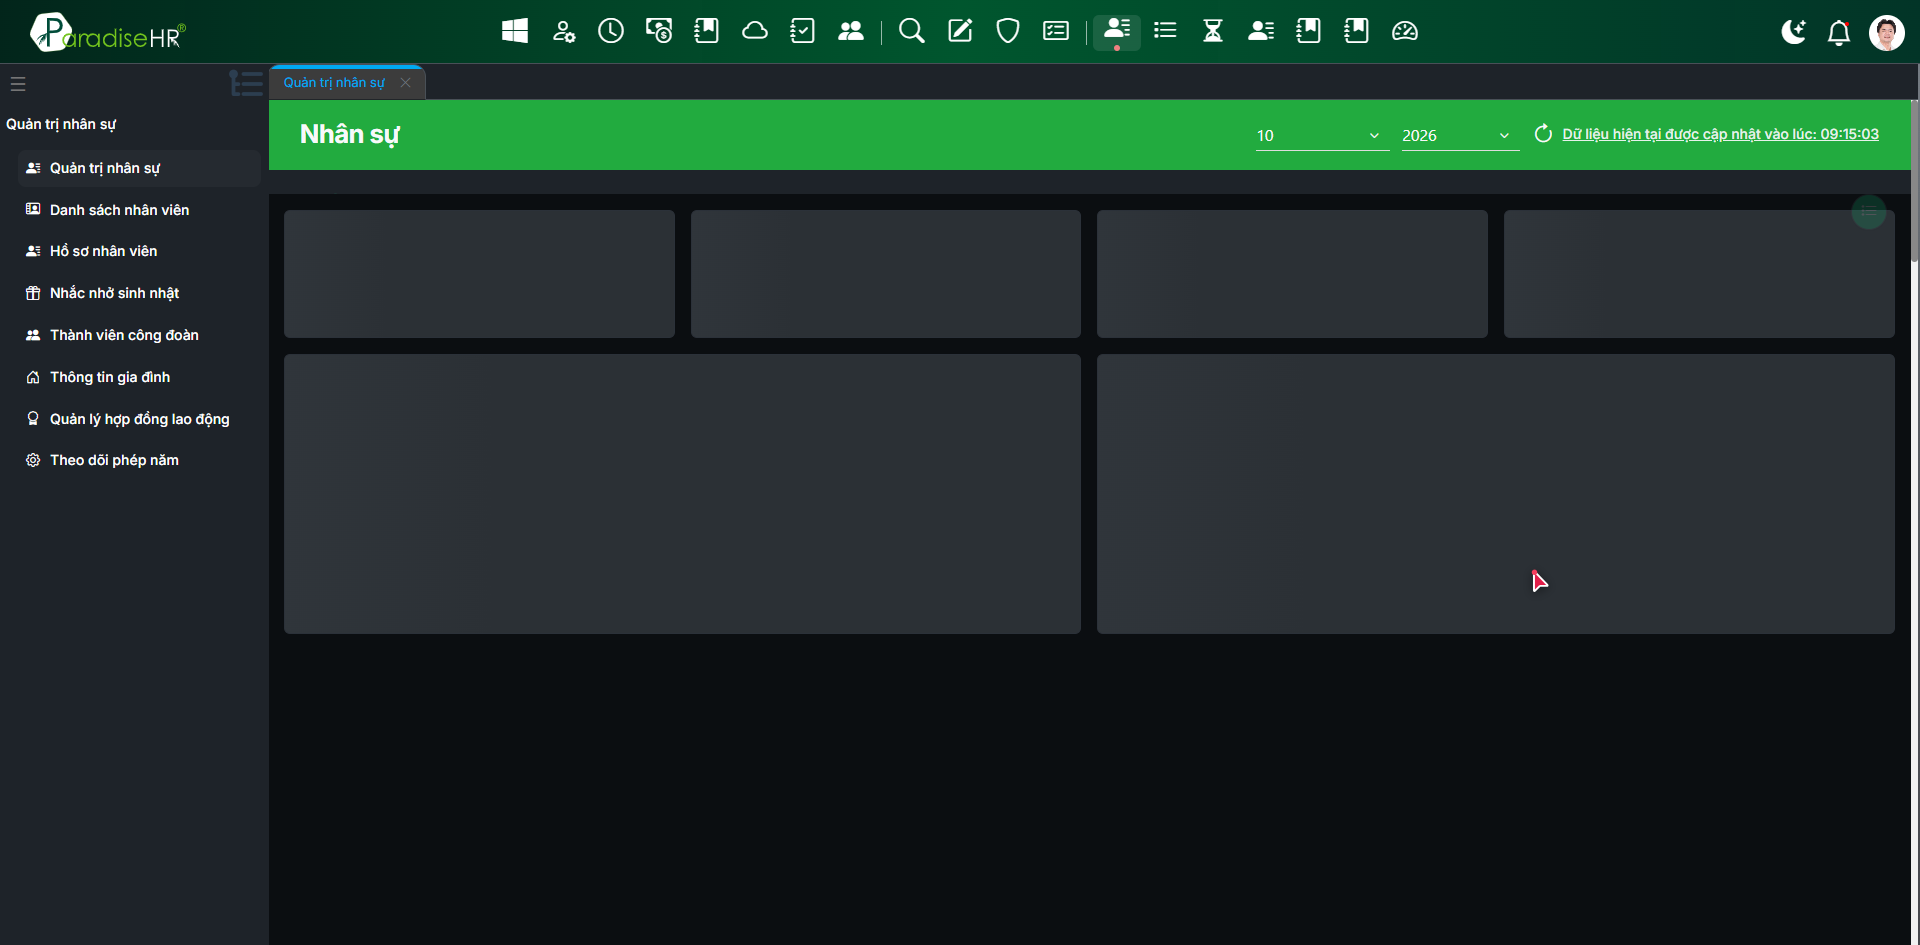 ParadiseHR®
Quản trị nhân sự
Quản trị nhân sự
Nhân sự
10
2026
Dữ liệu hiện tại được cập nhật vào lúc: 09:15:03
Quản trị nhân sự
Danh sách nhân viên
Hồ sơ nhân viên
Nhắc nhở sinh nhật
Thành viên công đoàn
Thông tin gia đình
Quản lý hợp đồng lao động
Theo dõi phép năm